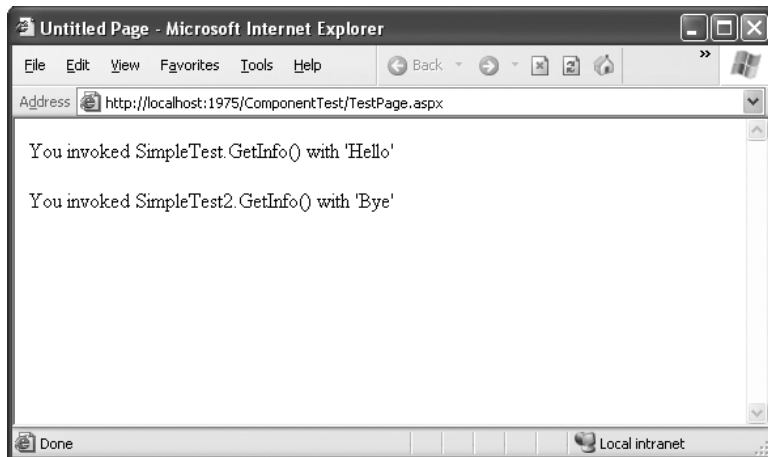 Untitled Page - Microsoft Internet Explorer
File Edit View Favorites Tools Help Back »
Address http://localhost:1975/ComponentTest/TestPage.aspx
You invoked SimpleTest.GetInfo() with 'Hello'
You invoked SimpleTest2.GetInfo() with 'Bye'
Done Local intranet